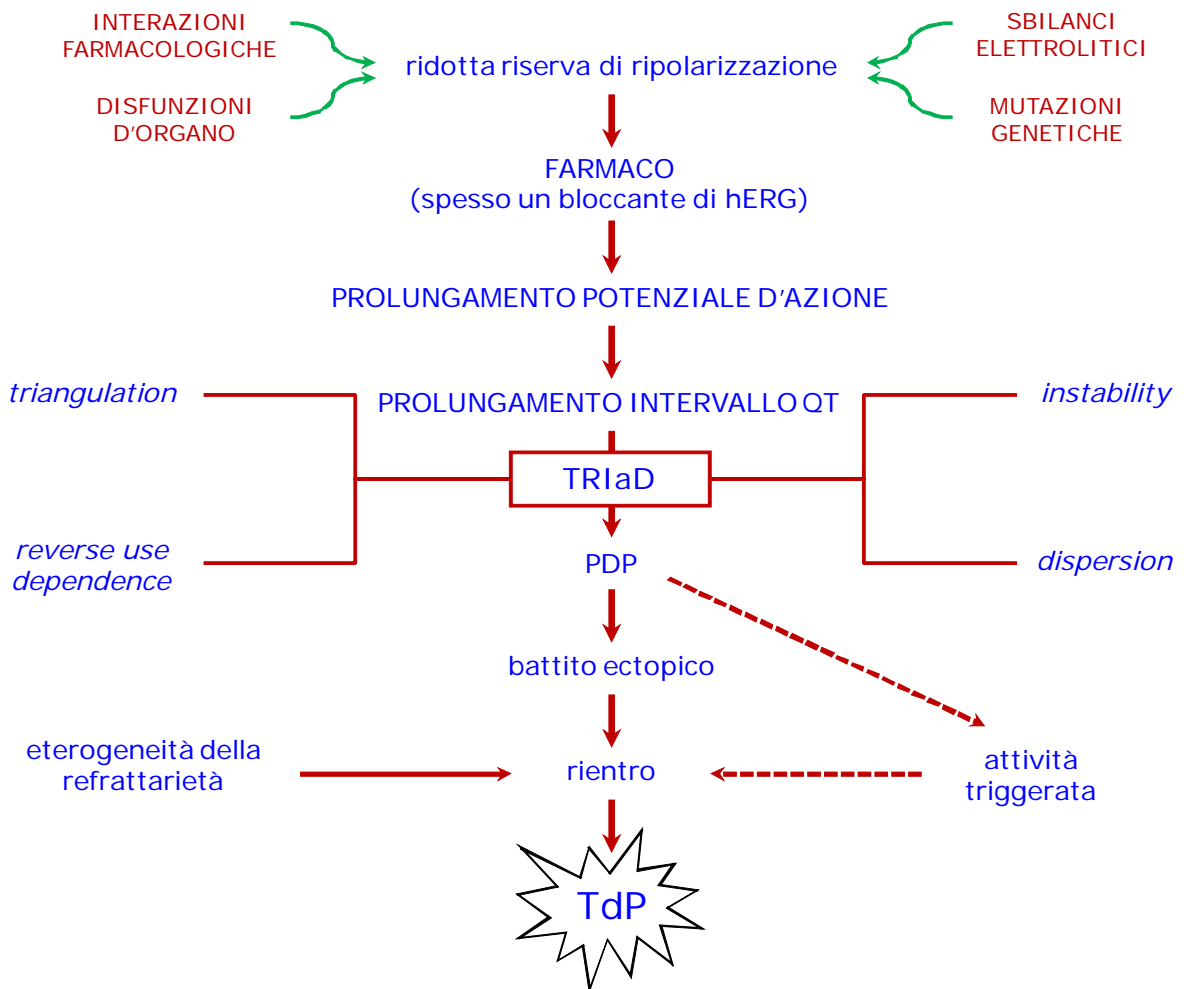 INTERAZIONI
FARMACOLOGICHE
SBILANCI
ELETTROLITICI
ridotta riserva di ripolarizzazione
DISFUNZIONI
D'ORGANO
MUTAZIONI
GENETICHE
FARMACO
(spesso un bloccante di hERG)
PROLUNGAMENTO POTENZIALE D'AZIONE
triangulation
PROLUNGAMENTO INTERVALLO QT
instability
TRIaD
reverse use
dependence
PDP
dispersion
battito ectopico
eterogeneità della
refrattarietà
rientro
attività
triggerata
TdP